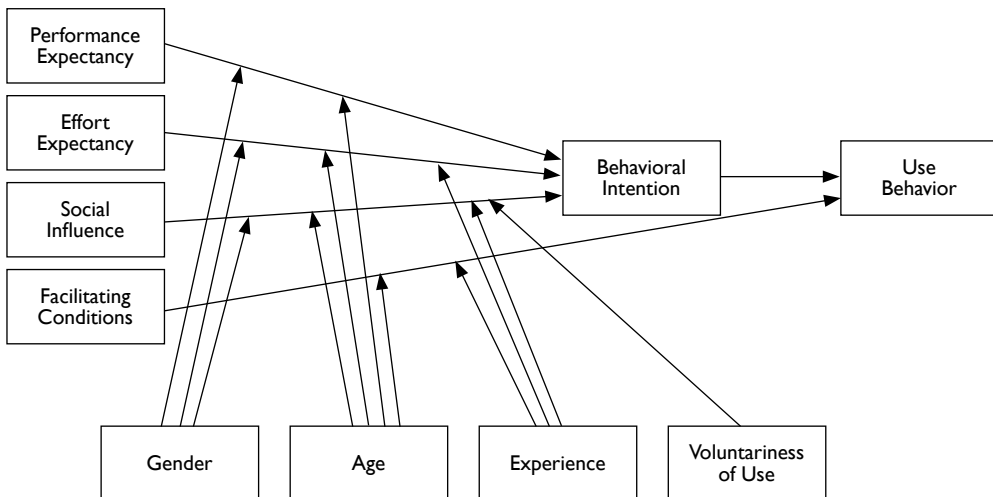 Performance
Expectancy
Effort
Expectancy
Social
Influence
Facilitating
Conditions
Behavioral
Intention
Use
Behavior
Gender
Age
Experience
Voluntariness
of Use